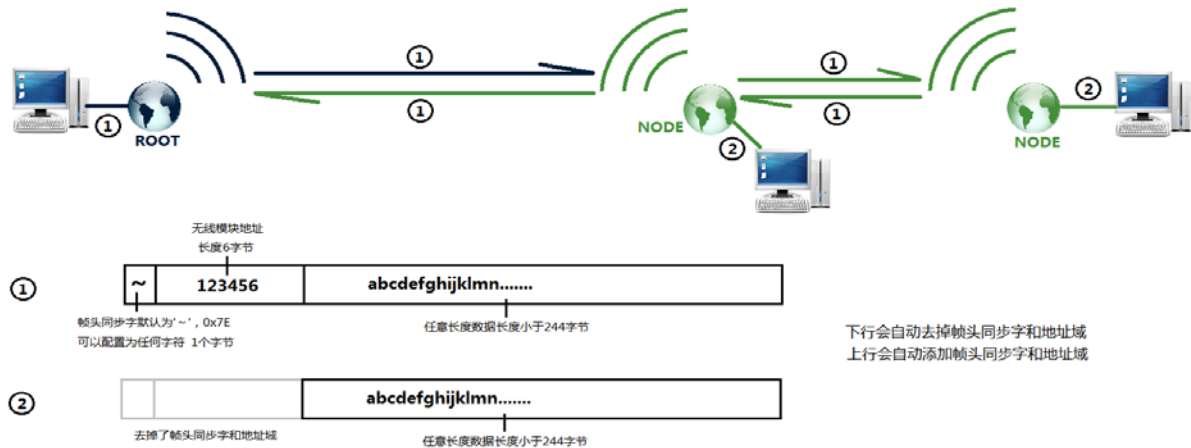 ①
①
①
①
①
②
②
ROOT
NODE
NODE
无线模块地址
长度6字节
①
~
123456
abcdefghijklmn.......
帧头同步字默认为'~'，0x7E
可以配置为任何字符 1个字节
任意长度数据长度小于244字节
下行会自动去掉帧头同步字和地址域
上行会自动添加帧头同步字和地址域
②
abcdefghijklmn.......
去掉了帧头同步字和地址域
任意长度数据长度小于244字节